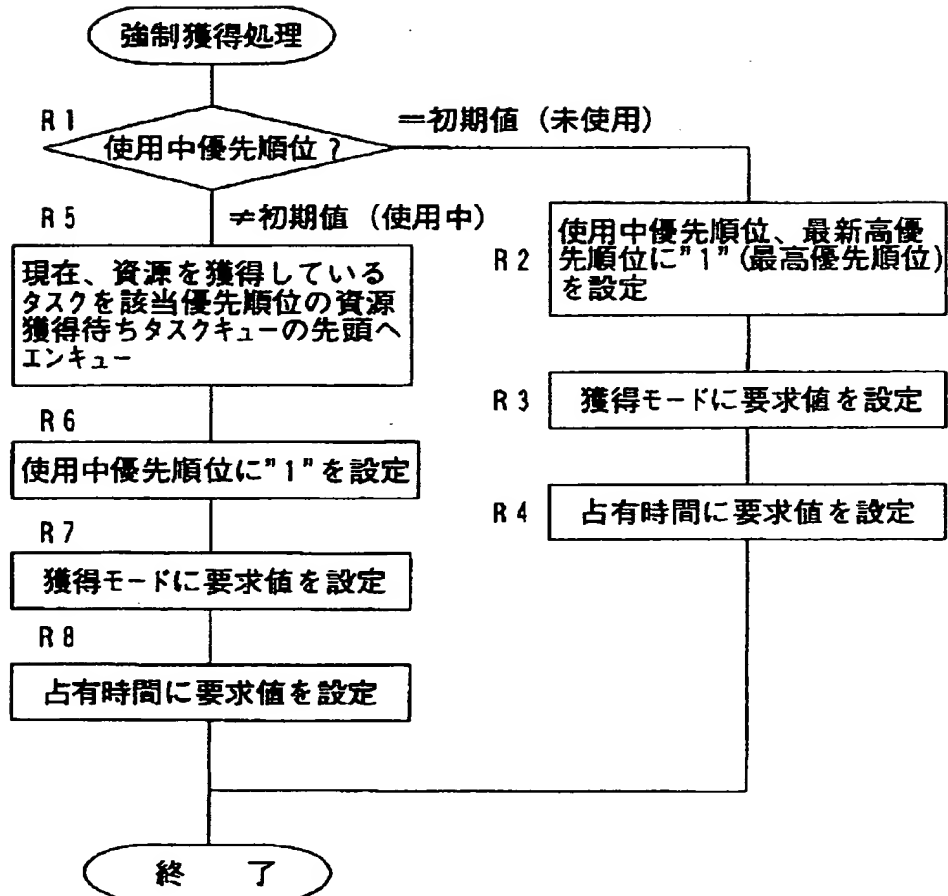 強制獲得処理
R1
使用中優先順位?
=初期値（未使用）
≠初期値（使用中）
R5
現在、資源を獲得している
タスクを該当優先順位の資源
獲得待ちタスクキューの先頭へ
エンキュー
R6
使用中優先順位に"1"を設定
R7
獲得モードに要求値を設定
R8
占有時間に要求値を設定
R2
使用中優先順位、最新高優
先順位に"1"(最高優先順位)
を設定
R3
獲得モードに要求値を設定
R4
占有時間に要求値を設定
終 了